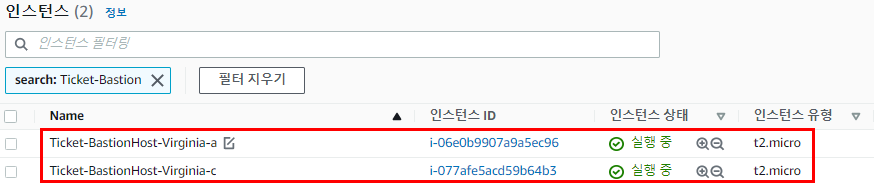 인스턴스 (2) 정보
인스턴스 필터링
search: Ticket-Bastion 필터 지우기
Name 인스턴스 ID 인스턴스 상태 인스턴스 유형
Ticket-BastionHost-Virginia-a i-06e0b9907a9a5ec96 실행 중 t2.micro
Ticket-BastionHost-Virginia-c i-077afe5acd59b64b3 실행 중 t2.micro